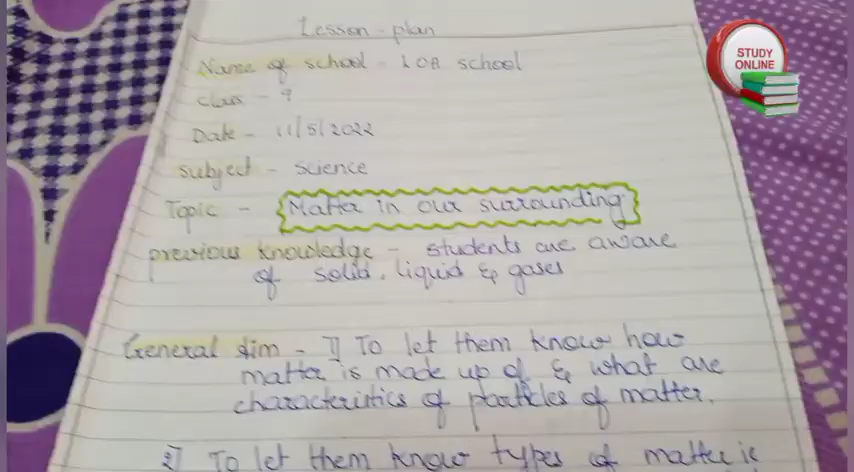 Lesson - plan
STUDY
ONLINE
Name of school - LOA school
class - 9
Date - 11/5/2022
subject - science
Topic - Matter in our surrounding
previous knowledge - students are aware
of solid, liquid & gases
General Aim - 1] To let them know how
matter is made up of & what are
characteristics of particles of matter.
2] To let them know types of matter ie